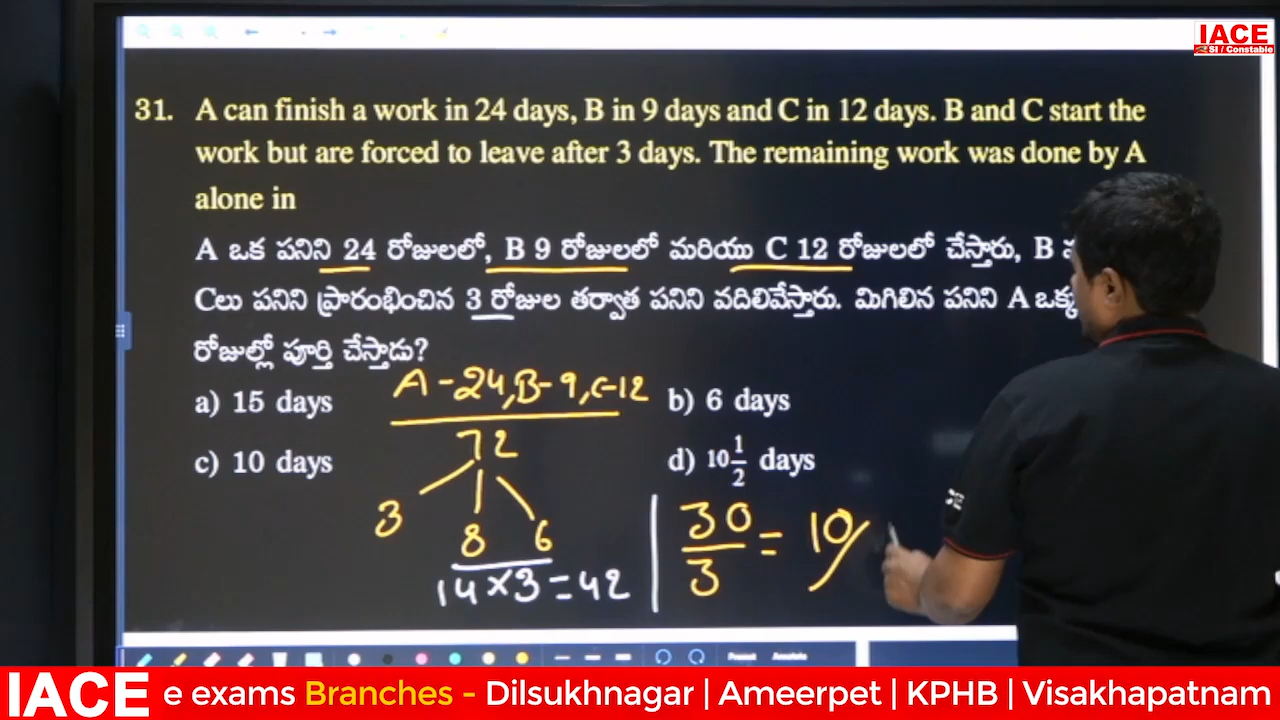 IACE
SI / Constable
31. A can finish a work in 24 days, B in 9 days and C in 12 days. B and C start the
work but are forced to leave after 3 days. The remaining work was done by A
alone in
A ఒక పనిని 24 రోజులలో, B 9 రోజులలో మరియు C 12 రోజులలో చేస్తారు, B
Cలు పనిని ప్రారంభించిన 3 రోజుల తర్వాత పనిని వదిలివేస్తారు. మిగిలిన పనిని A
రోజుల్లో పూర్తి చేస్తాడు?
a) 15 days
b) 6 days
c) 10 days
d) 10 1/2 days
A - 24, B - 9, C - 12
72
3 8 6
14 × 3 = 42
30/3 = 10
IACE e exams Branches - Dilsukhnagar | Ameerpet | KPHB | Visakhapatnam